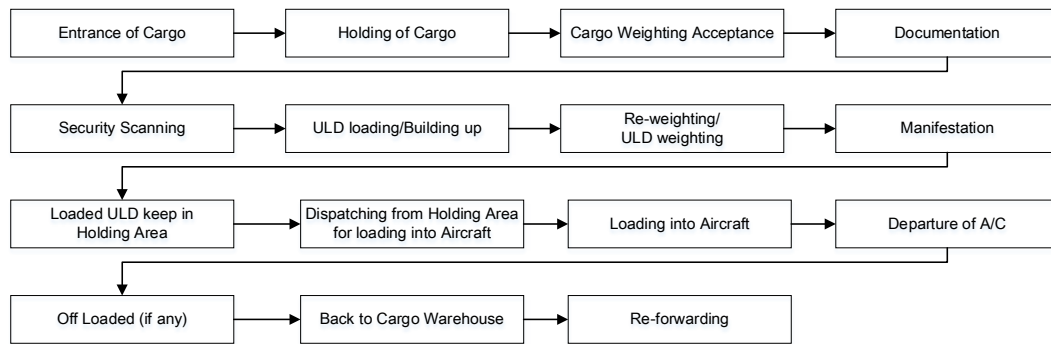 Entrance of Cargo
Holding of Cargo
Cargo Weighting Acceptance
Documentation
Security Scanning
ULD loading/Building up
Re-weighting/
ULD weighting
Manifestation
Loaded ULD keep in
Holding Area
Dispatching from Holding Area
for loading into Aircraft
Loading into Aircraft
Departure of A/C
Off Loaded (if any)
Back to Cargo Warehouse
Re-forwarding